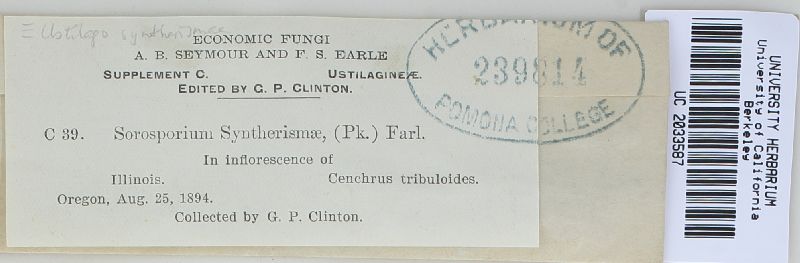 Ustilago syntherismae
ECONOMIC FUNGI
A. B. SEYMOUR AND F. S. EARLE
SUPPLEMENT C. USTILAGINEÆ.
EDITED BY G. P. CLINTON.
C 39. Sorosporium Syntherismæ, (Pk.) Farl.
In inflorescence of
Illinois. Cenchrus tribuloides.
Oregon, Aug. 25, 1894.
Collected by G. P. Clinton.
HERBARIUM OF
239814
POMONA COLLEGE
UNIVERSITY HERBARIUM
University of California
Berkeley
UC 2033587